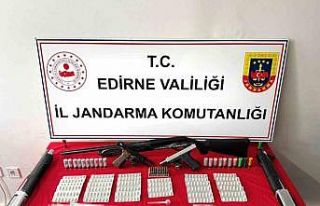 T.C.
EDİRNE VALİLİĞİ
İL JANDARMA KOMUTANLIĞI